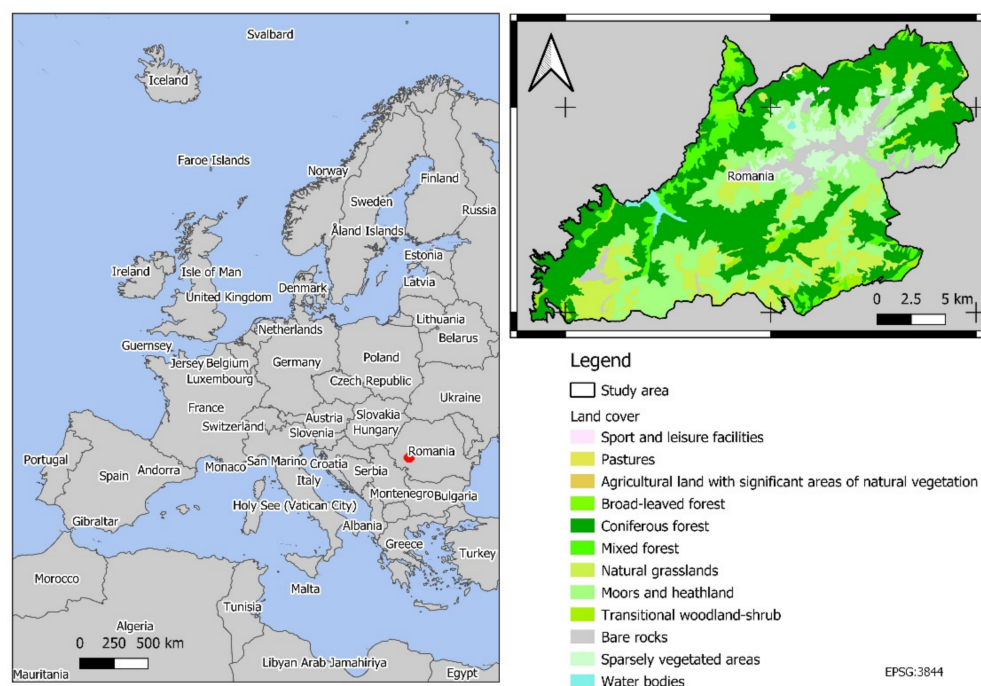 Svalbard
Iceland
Faroe Islands
Norway
Finland
Sweden
Russia
Åland Islands
Estonia
Ireland
Isle of Man
Latvia
Denmark
United Kingdom
Lithuania
Netherlands
Belarus
Guernsey
Jersey Belgium
Germany
Poland
Luxembourg
Czech Republic
Ukraine
France
Slovakia
Austria
Switzerland
Slovenia
Hungary
Romania
Portugal
Andorra
Monaco
San Marino
Croatia
Spain
Serbia
Italy
Montenegro
Bulgaria
Holy See (Vatican City)
Gibraltar
Albania
Greece
Turkey
Morocco
Malta
Tunisia
Algeria
0 250 500 km
Libyan Arab Jamahiriya
Mauritania
Egypt
Romania
0 2.5 5 km
Legend
Study area
Land cover
Sport and leisure facilities
Pastures
Agricultural land with significant areas of natural vegetation
Broad-leaved forest
Coniferous forest
Mixed forest
Natural grasslands
Moors and heathland
Transitional woodland-shrub
Bare rocks
Sparsely vegetated areas
Water bodies
EPSG:3844